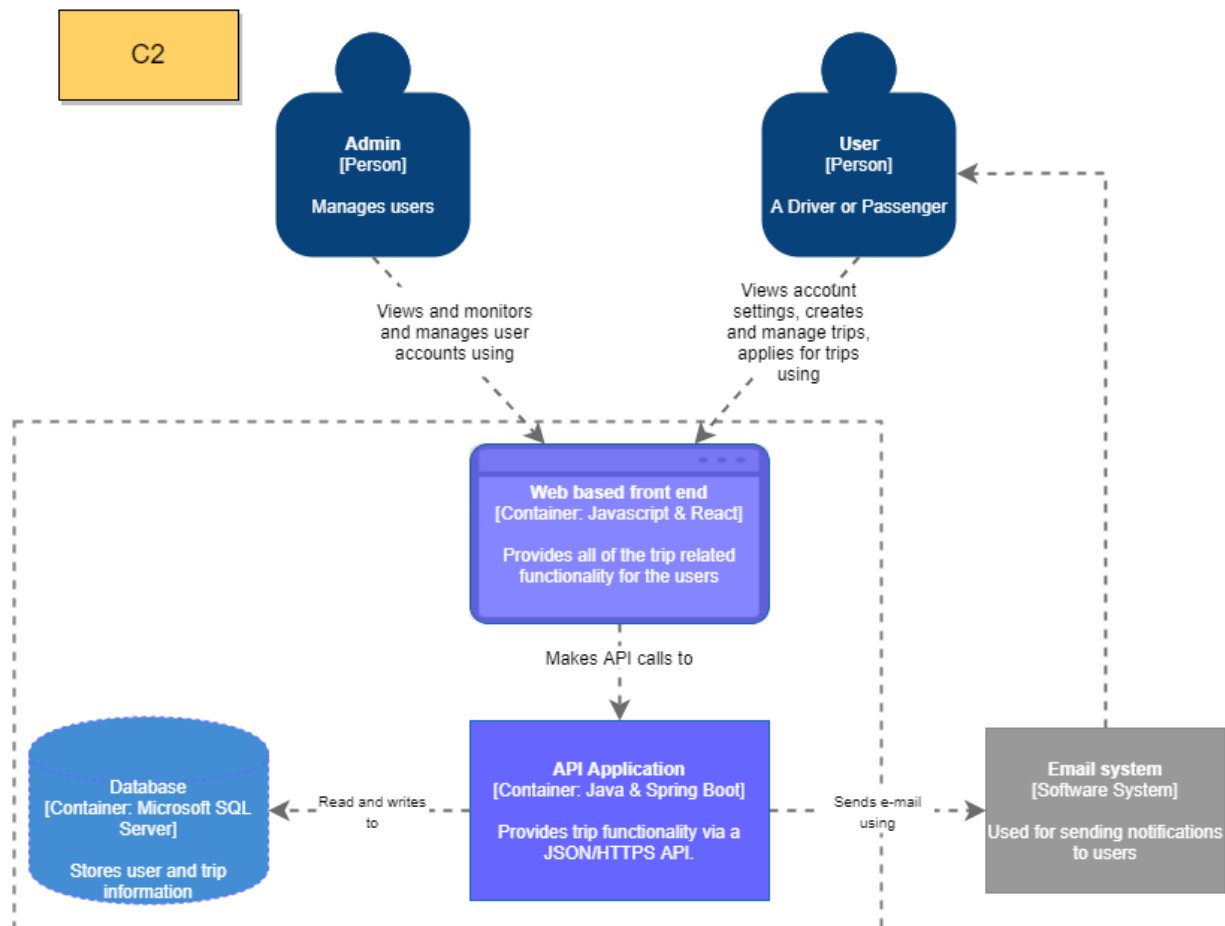 C2
Admin
[Person]
Manages users
User
[Person]
A Driver or Passenger
Views and monitors
and manages user
accounts using
Views account
settings, creates
and manage trips,
applies for trips
using
Web based front end
[Container: Javascript & React]
Provides all of the trip related
functionality for the users
Makes API calls to
Database
[Container: Microsoft SQL
Server]
Stores user and trip
information
Read and writes
to
API Application
[Container: Java & Spring Boot]
Provides trip functionality via a
JSON/HTTPS API.
Sends e-mail
using
Email system
[Software System]
Used for sending notifications
to users